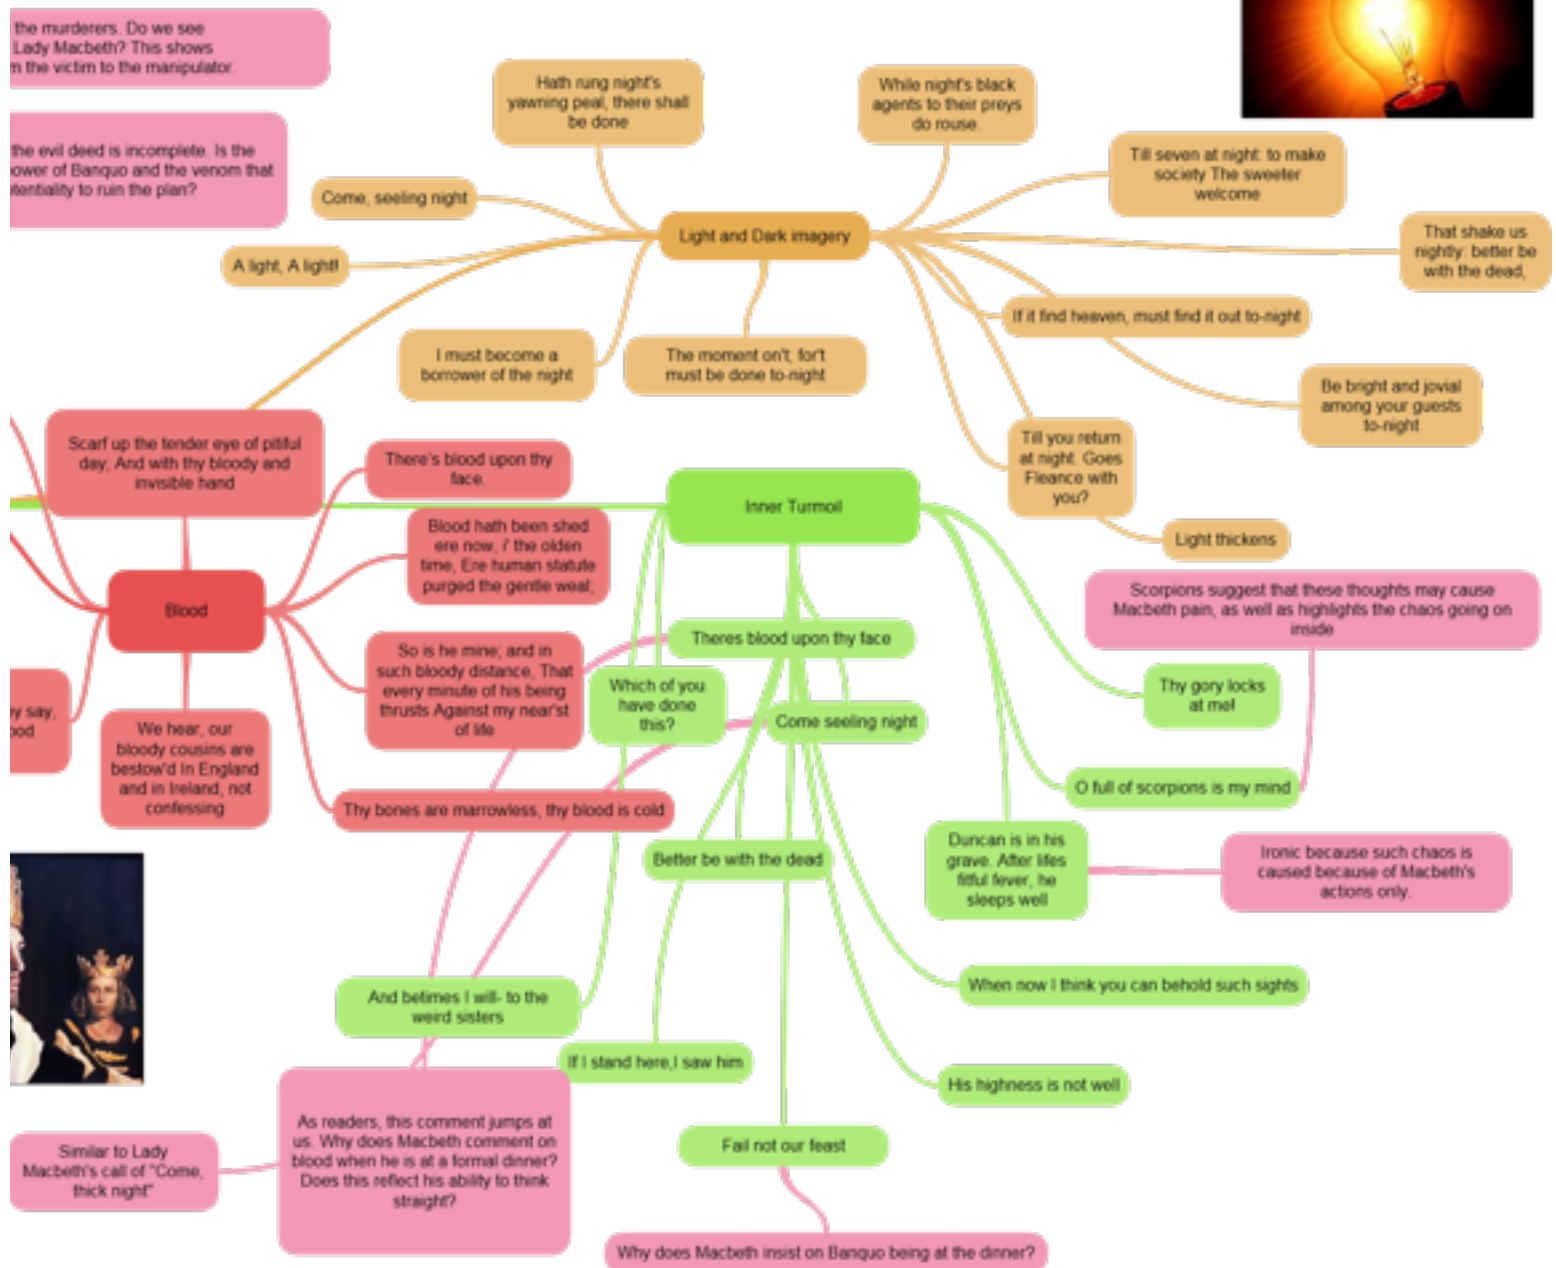 the murderers. Do we see
Lady Macbeth? This shows
the victim to the manipulator.
the evil deed is incomplete. Is the
of Banquo and the venom that
to ruin the plan?
Hath rung night's
yawning peal, there shall
be done
While night's black
agents to their preys
do rouse.
Till seven at night: to make
society The sweeter
welcome
Come, seeling night
Light and Dark imagery
That shake us
nightly: better be
with the dead,
A light, A light!
If it find heaven, must find it out to-night
I must become a
borrower of the night
The moment on't; for't
must be done to-night
Be bright and jovial
among your guests
to-night
Till you return
at night. Goes
Fleance with
you?
Light thickens
Scarf up the tender eye of pitiful
day; And with thy bloody and
invisible hand
There's blood upon thy
face.
Blood hath been shed
ere now, i' the olden
time, Ere human statute
purged the gentle weal;
Blood
So is he mine; and in
such bloody distance, That
every minute of his being
thrusts Against my near'st
of life
say,
We hear, our
bloody cousins are
bestow'd In England
and in Ireland, not
confessing
Thy bones are marrowless, thy blood is cold
Inner Turmoil
Theres blood upon thy face
Which of you
have done
this?
Come seeling night
Scorpions suggest that these thoughts may cause
Macbeth pain, as well as highlights the chaos going on
inside
Thy gory locks
at me!
O full of scorpions is my mind
Better be with the dead
Duncan is in his
grave. After lifes
fitful fever, he
sleeps well
Ironic because such chaos is
caused because of Macbeth's
actions only.
And betimes I will- to the
weird sisters
When now I think you can behold such sights
If I stand here,I saw him
His highness is not well
As readers, this comment jumps at
us. Why does Macbeth comment on
blood when he is at a formal dinner?
Does this reflect his ability to think
straight?
Similar to Lady
Macbeth's call of "Come,
thick night"
Fail not our feast
Why does Macbeth insist on Banquo being at the dinner?